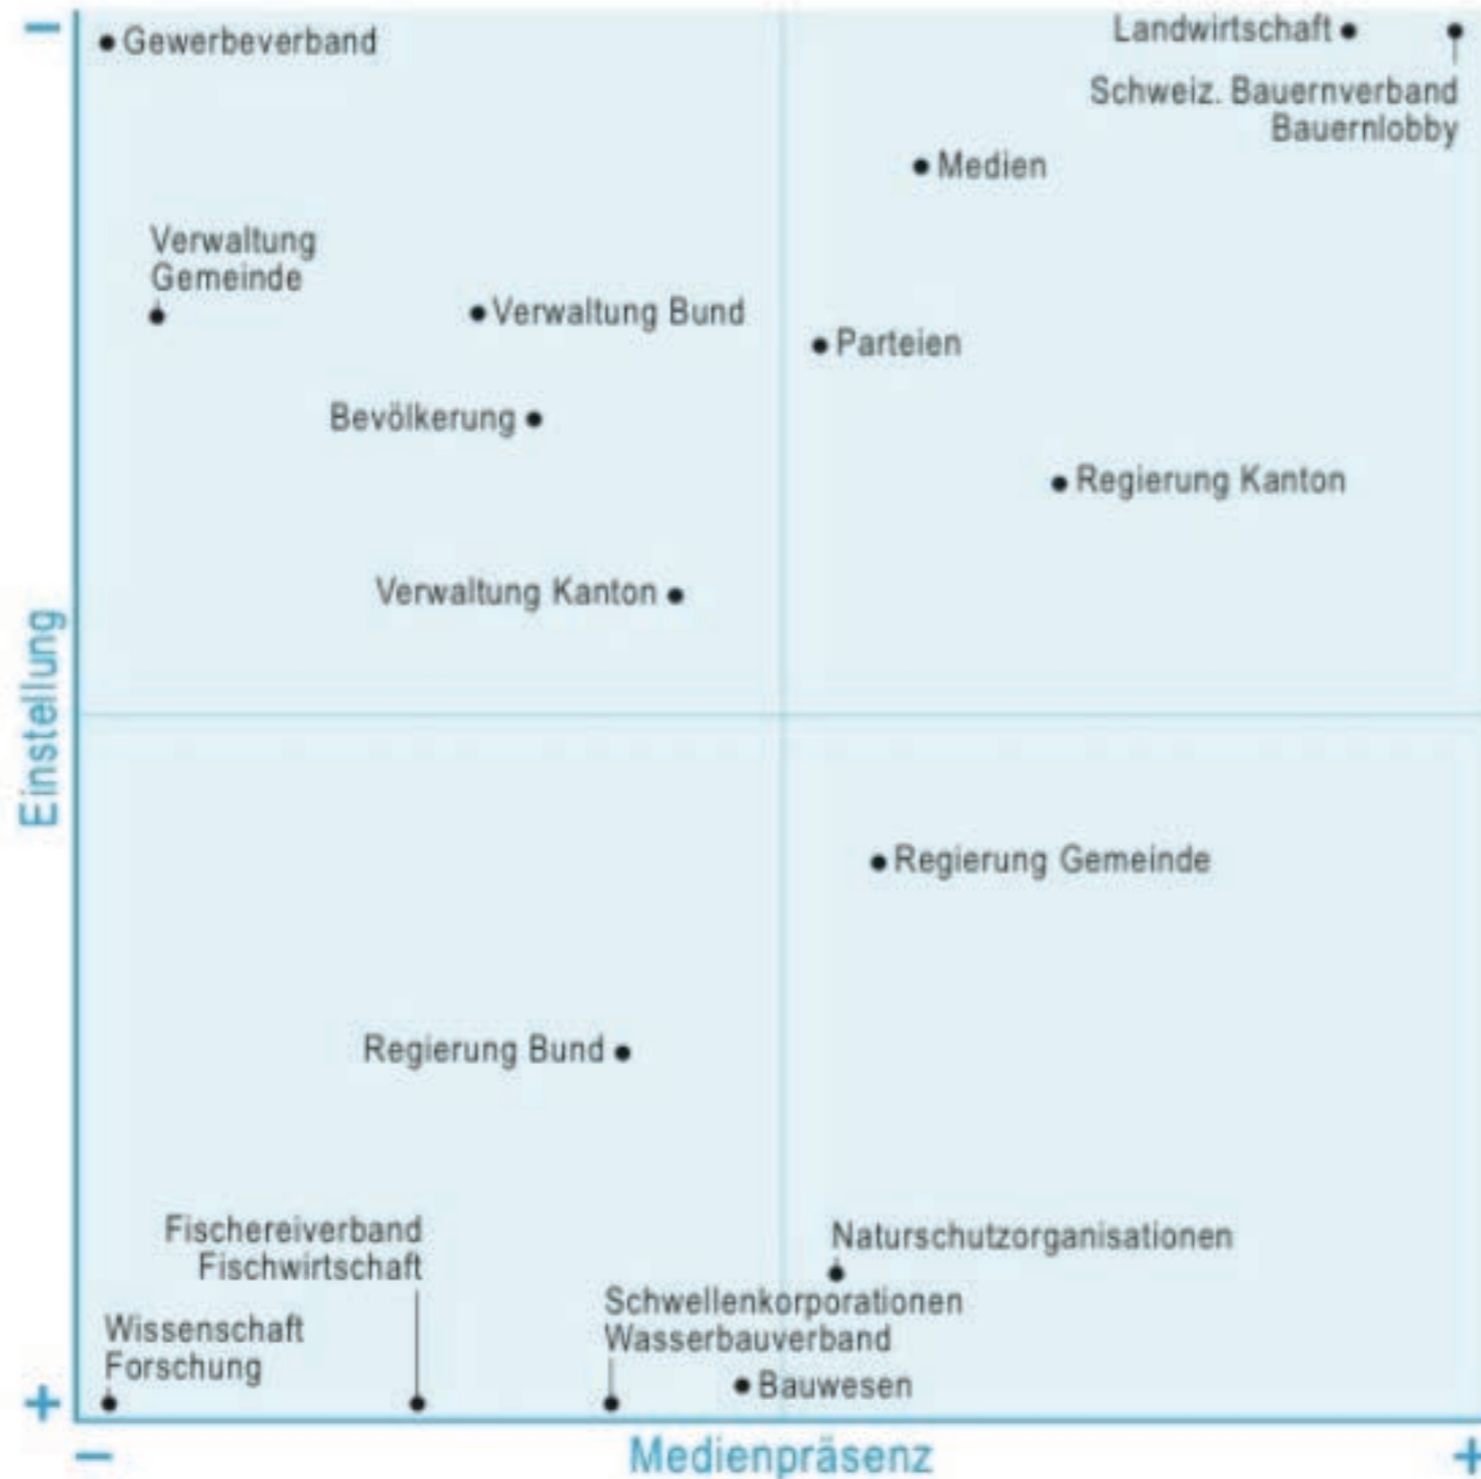 −
Gewerbeverband
Landwirtschaft
Schweiz. Bauernverband
Bauernlobby
Medien
Verwaltung
Gemeinde
Verwaltung Bund
Parteien
Bevölkerung
Regierung Kanton
Verwaltung Kanton
Einstellung
Regierung Gemeinde
Regierung Bund
Fischereiverband
Fischwirtschaft
Naturschutzorganisationen
Schwellenkorporationen
Wasserbauverband
Wissenschaft
Forschung
Bauwesen
+
−
Medienpräsenz
+